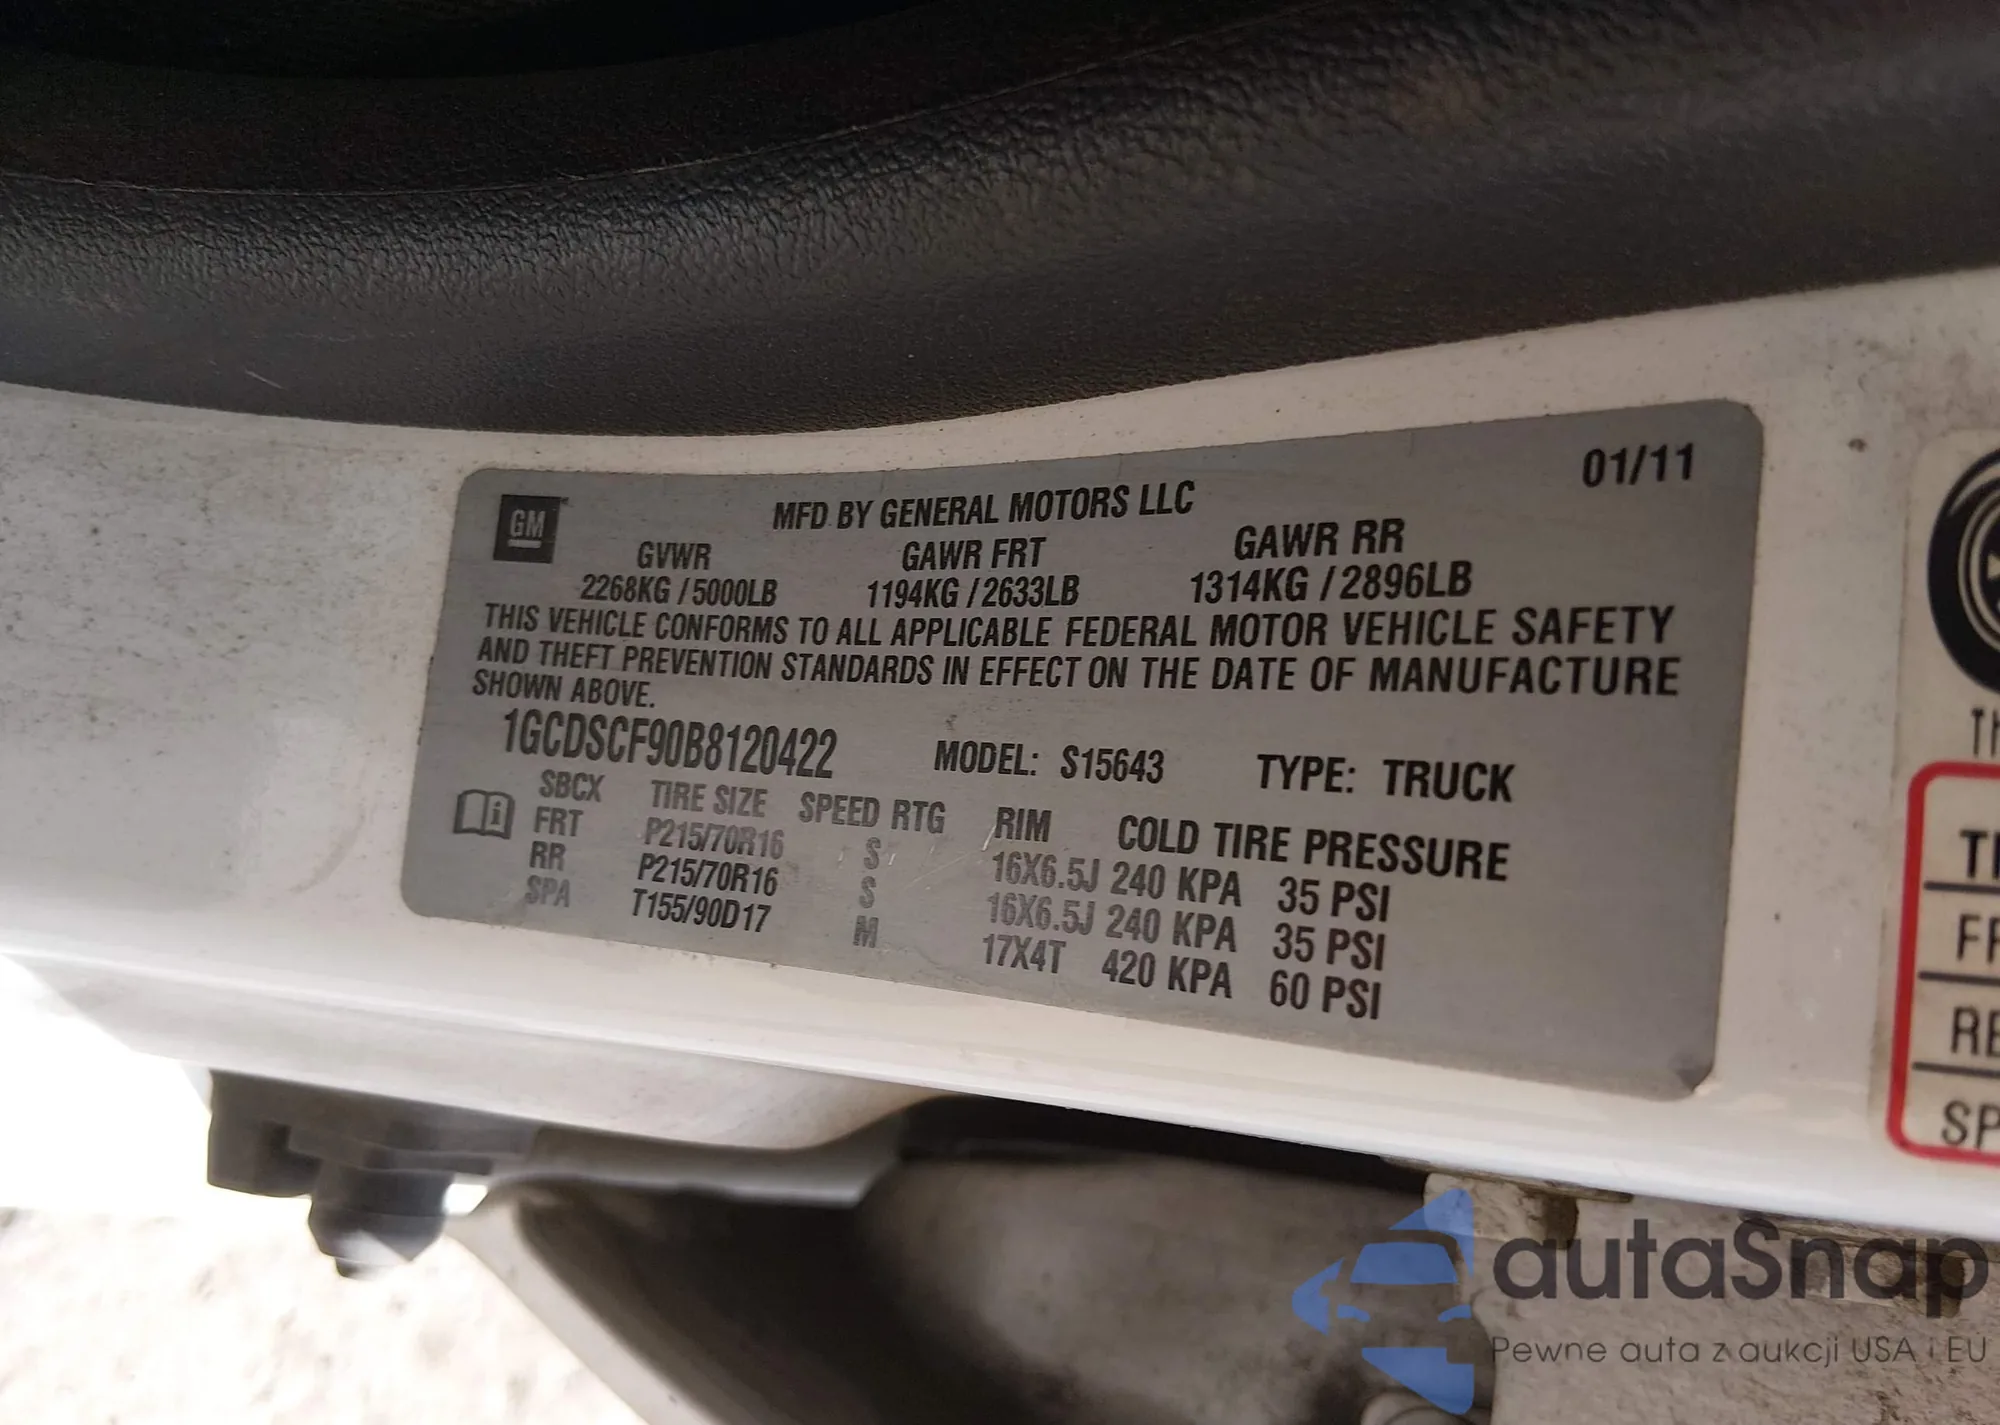 01/11
GM
MFD BY GENERAL MOTORS LLC
GVWR GAWR FRT GAWR RR
2268KG / 5000LB 1194KG / 2633LB 1314KG / 2896LB
THIS VEHICLE CONFORMS TO ALL APPLICABLE FEDERAL MOTOR VEHICLE SAFETY
AND THEFT PREVENTION STANDARDS IN EFFECT ON THE DATE OF MANUFACTURE
SHOWN ABOVE.
1GCDSCF90B8120422 MODEL: S15643 TYPE: TRUCK
SBCX TIRE SIZE SPEED RTG RIM COLD TIRE PRESSURE
FRT P215/70R16 S 16X6.5J 240 KPA 35 PSI
RR P215/70R16 S 16X6.5J 240 KPA 35 PSI
SPA T155/90D17 M 17X4T 420 KPA 60 PSI
autaSnap
Pewne auta z aukcji USA i EU